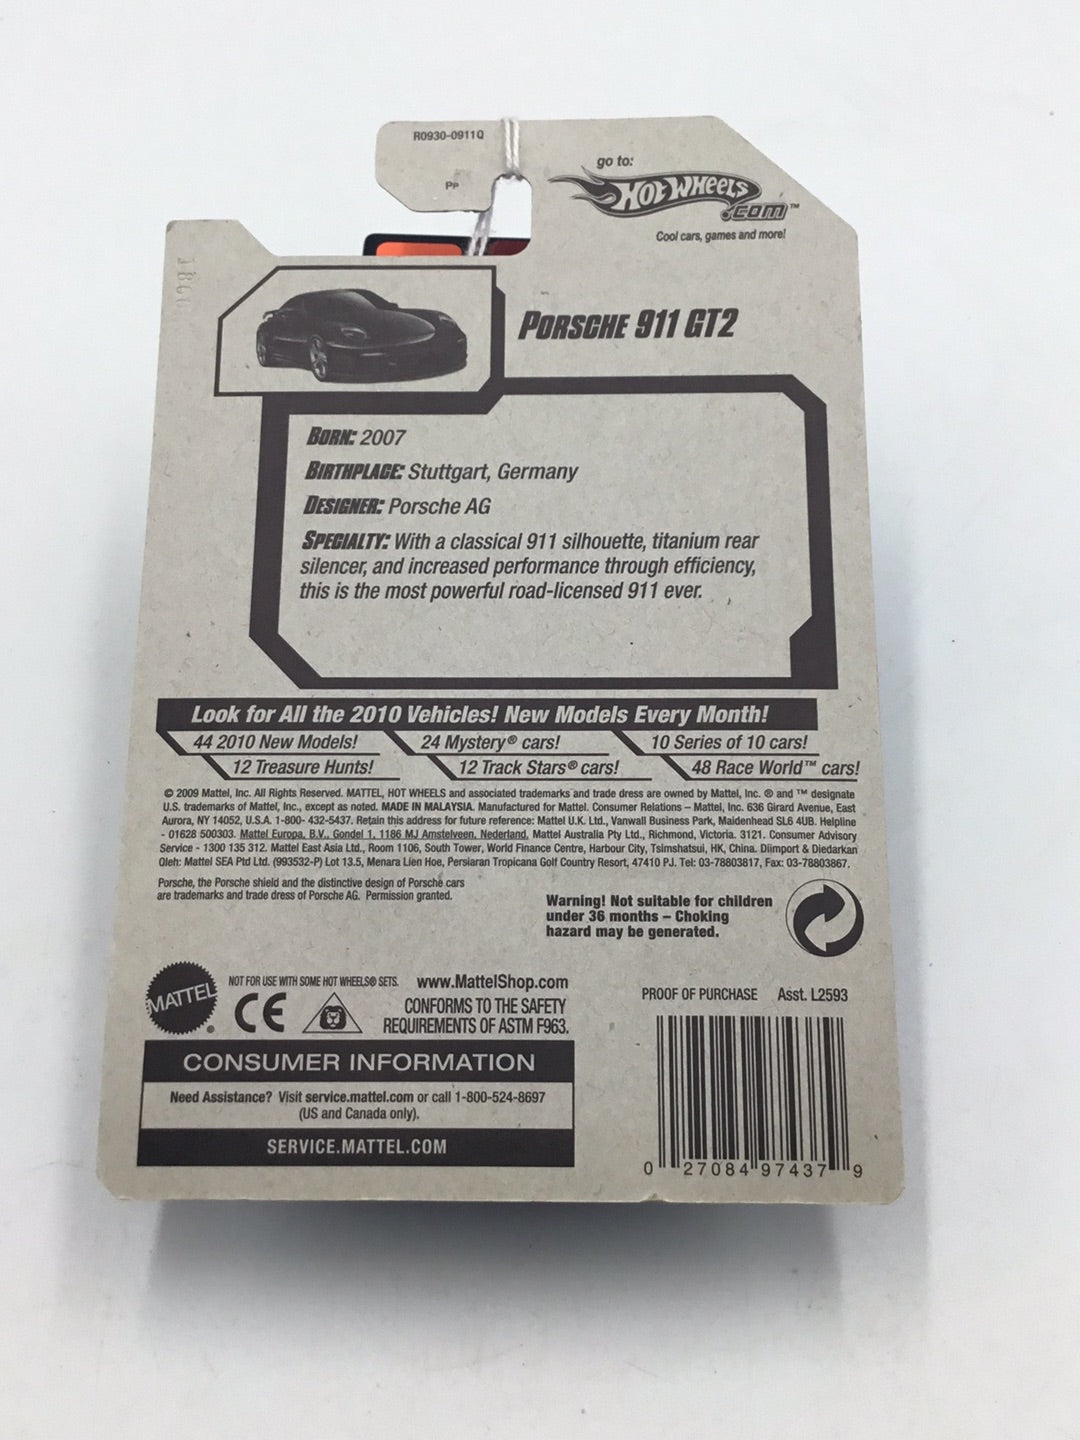 R0930-0911Q
PP
go to:
HOT WHEELS
.COM™
Cool cars, games and more!
PORSCHE 911 GT2
BORN: 2007
BIRTHPLACE: Stuttgart, Germany
DESIGNER: Porsche AG
SPECIALTY: With a classical 911 silhouette, titanium rear
silencer, and increased performance through efficiency,
this is the most powerful road-licensed 911 ever.
Look for All the 2010 Vehicles! New Models Every Month!
44 2010 New Models!
24 Mystery® cars!
10 Series of 10 cars!
12 Treasure Hunts!
12 Track Stars® cars!
48 Race World™ cars!
© 2009 Mattel, Inc. All Rights Reserved. MATTEL, HOT WHEELS and associated trademarks and trade dress are owned by Mattel, Inc. ® and ™ designate
U.S. trademarks of Mattel, Inc., except as noted. MADE IN MALAYSIA. Manufactured for Mattel. Consumer Relations – Mattel, Inc. 636 Girard Avenue, East
Aurora, NY 14052, U.S.A. 1-800- 432-5437. Retain this address for future reference: Mattel U.K. Ltd., Vanwall Business Park, Maidenhead SL6 4UB. Helpline
- 01628 500303. Mattel Europa, B.V., Gondel 1, 1186 MJ Amstelveen, Nederland. Mattel Australia Pty Ltd., Richmond, Victoria. 3121. Consumer Advisory
Service - 1300 135 312. Mattel East Asia Ltd., Room 1106, South Tower, World Finance Centre, Harbour City, Tsimshatsui, HK, China. Diimport & Diedarkan
Oleh: Mattel SEA Ptd Ltd. (993532-P) Lot 13.5, Menara Lien Hoe, Persiaran Tropicana Golf Country Resort, 47410 PJ. Tel: 03-78803817, Fax: 03-78803867.
Porsche, the Porsche shield and the distinctive design of Porsche cars
are trademarks and trade dress of Porsche AG. Permission granted.
Warning! Not suitable for children
under 36 months – Choking
hazard may be generated.
MATTEL®
NOT FOR USE WITH SOME HOT WHEELS® SETS.
www.MattelShop.com
CE
CONFORMS TO THE SAFETY
REQUIREMENTS OF ASTM F963.
PROOF OF PURCHASE Asst. L2593
CONSUMER INFORMATION
Need Assistance? Visit service.mattel.com or call 1-800-524-8697
(US and Canada only).
SERVICE.MATTEL.COM
0 27084 97437 9